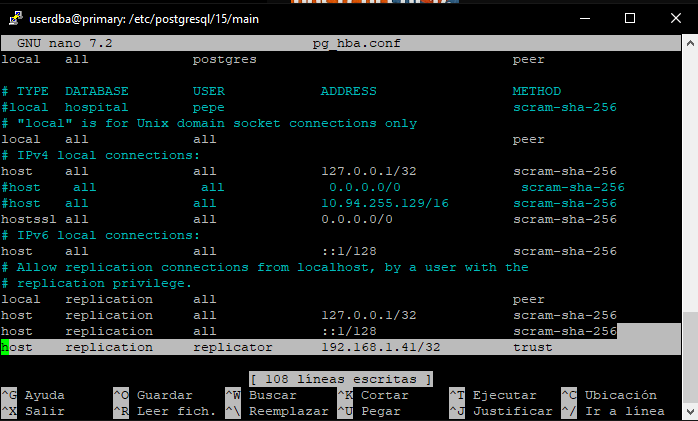 userdba@primary: /etc/postgresql/15/main
GNU nano 7.2 pg_hba.conf
local all postgres peer
# TYPE DATABASE USER ADDRESS METHOD
#local hospital pepe scram-sha-256
# "local" is for Unix domain socket connections only
local all all peer
# IPv4 local connections:
host all all 127.0.0.1/32 scram-sha-256
#host all all 0.0.0.0/0 scram-sha-256
#host all all 10.94.255.129/16 scram-sha-256
hostssl all all 0.0.0.0/0 scram-sha-256
# IPv6 local connections:
host all all ::1/128 scram-sha-256
# Allow replication connections from localhost, by a user with the
# replication privilege.
local replication all peer
host replication all 127.0.0.1/32 scram-sha-256
host replication all ::1/128 scram-sha-256
host replication replicator 192.168.1.41/32 trust
[ 108 líneas escritas ]
^G Ayuda ^O Guardar ^W Buscar ^K Cortar ^T Ejecutar ^C Ubicación
^X Salir ^R Leer fich. ^\ Reemplazar ^U Pegar ^J Justificar ^/ Ir a línea